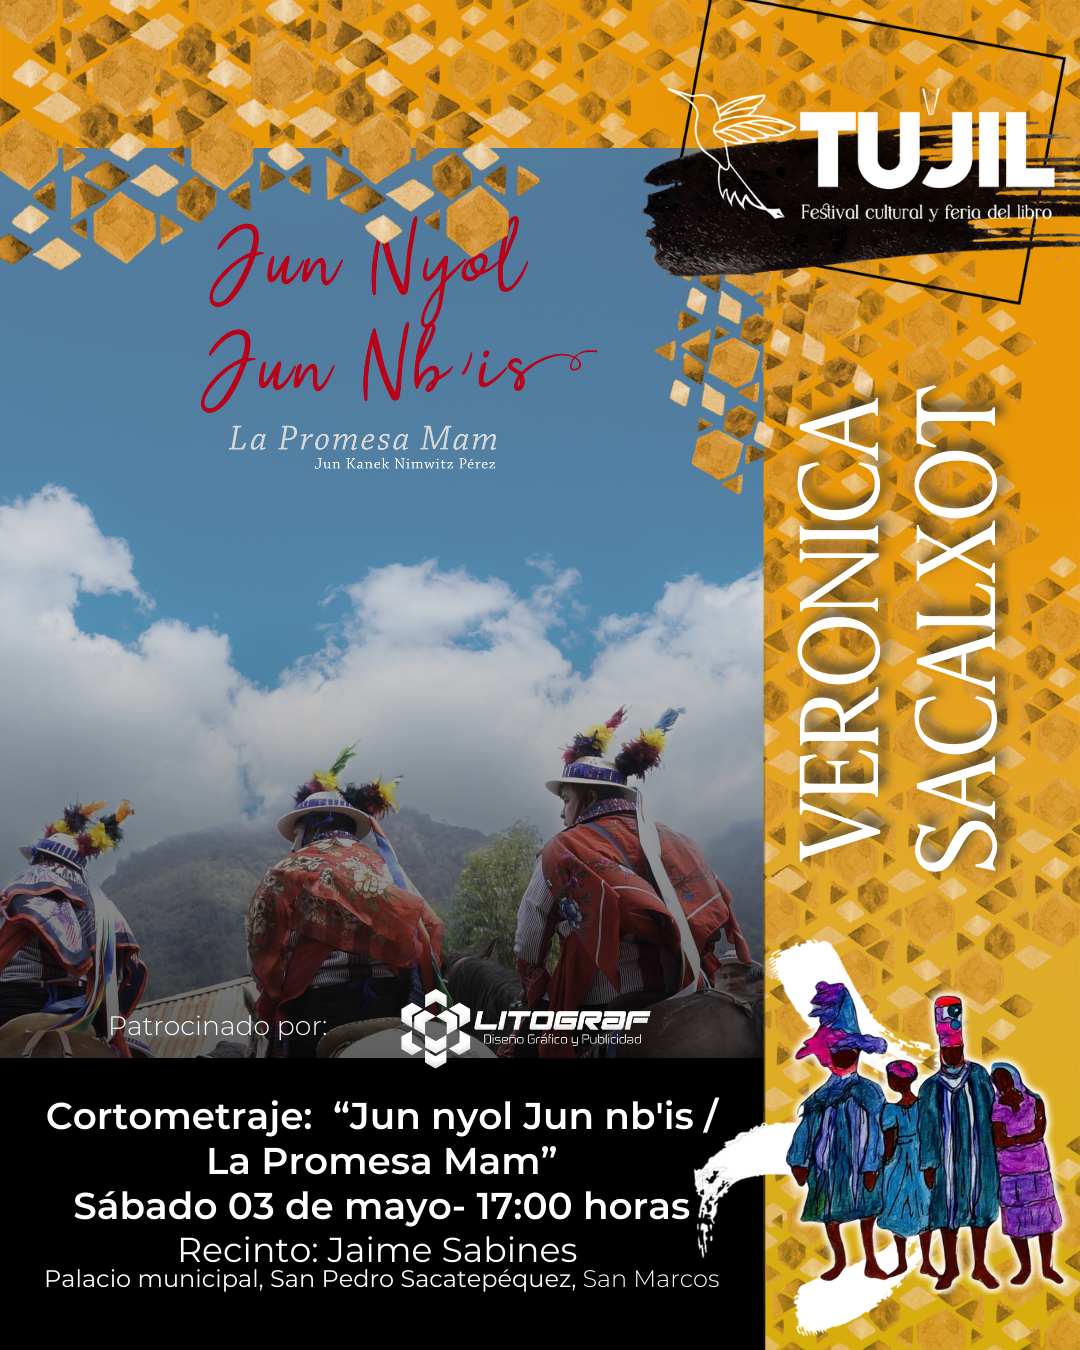 TUJIL
Festival cultural y feria del libro
Jun Nyol
Jun Nb'is
La Promesa Mam
Jun Kanek Nimwitz Pérez
VERONICA
SACALXOT
Patrocinado por:
LITOGRAF
Diseño Gráfico y Publicidad
Cortometraje: “Jun nyol Jun nb'is /
La Promesa Mam”
Sábado 03 de mayo- 17:00 horas
Recinto: Jaime Sabines
Palacio municipal, San Pedro Sacatepéquez, San Marcos